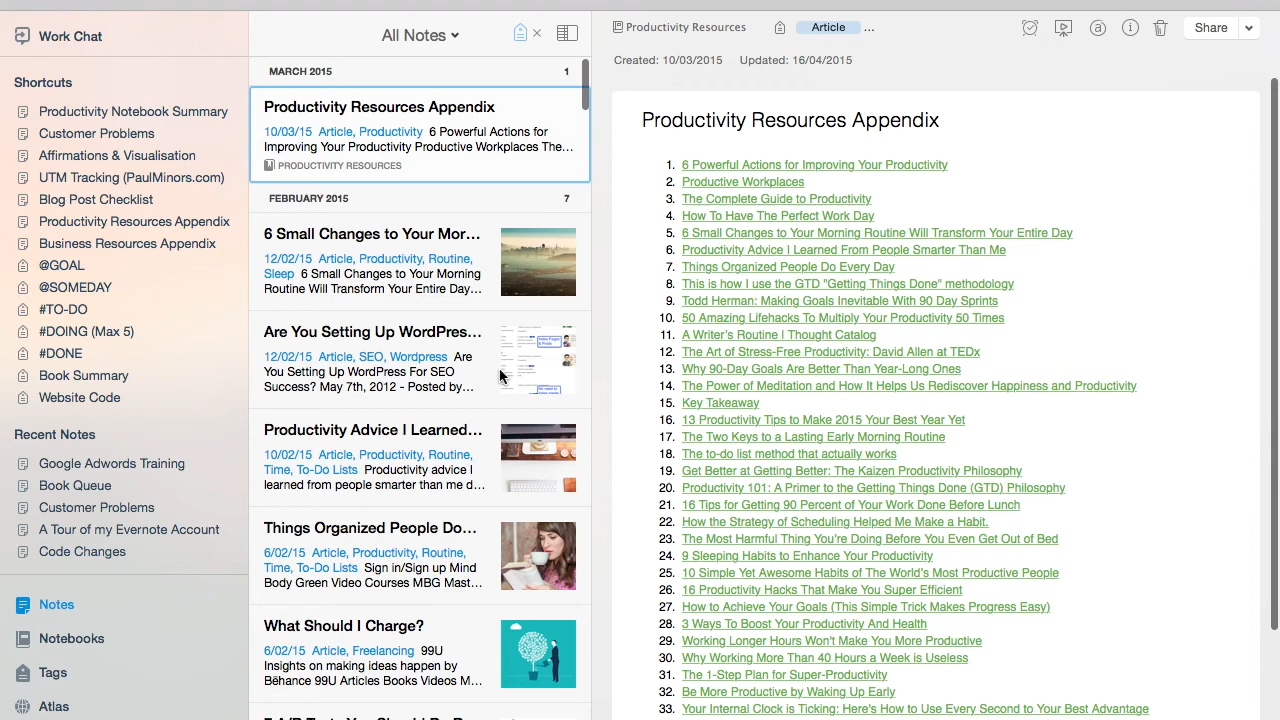 Work Chat
Shortcuts
Productivity Notebook Summary
Customer Problems
Affirmations & Visualisation
UTM Tracking (PaulMinors.com)
Blog Post Checklist
Productivity Resources Appendix
Business Resources Appendix
@GOAL
@SOMEDAY
#TO-DO
#DOING (Max 5)
#DONE
Book Summary
Website Code
Recent Notes
Google Adwords Training
Book Queue
Customer Problems
A Tour of my Evernote Account
Code Changes
Notes
Notebooks
Tags
Atlas
All Notes
MARCH 2015 1
Productivity Resources Appendix
10/03/15 Article, Productivity 6 Powerful Actions for
Improving Your Productivity Productive Workplaces The...
PRODUCTIVITY RESOURCES
FEBRUARY 2015 7
6 Small Changes to Your Mor...
12/02/15 Article, Productivity, Routine,
Sleep 6 Small Changes to Your Morning
Routine Will Transform Your Entire Day...
Are You Setting Up WordPres...
12/02/15 Article, SEO, Wordpress Are
You Setting Up WordPress For SEO
Success? May 7th, 2012 - Posted by...
Productivity Advice I Learned...
10/02/15 Article, Productivity, Routine,
Time, To-Do Lists Productivity advice I
learned from people smarter than me d...
Things Organized People Do...
6/02/15 Article, Productivity, Routine,
Time, To-Do Lists Sign in/Sign up Mind
Body Green Video Courses MBG Mast...
What Should I Charge?
6/02/15 Article, Freelancing 99U
Insights on making ideas happen by
Bēhance 99U Articles Books Videos M...
Productivity Resources Article ... Share
Created: 10/03/2015 Updated: 16/04/2015
Productivity Resources Appendix
1. 6 Powerful Actions for Improving Your Productivity
2. Productive Workplaces
3. The Complete Guide to Productivity
4. How To Have The Perfect Work Day
5. 6 Small Changes to Your Morning Routine Will Transform Your Entire Day
6. Productivity Advice I Learned From People Smarter Than Me
7. Things Organized People Do Every Day
8. This is how I use the GTD "Getting Things Done" methodology
9. Todd Herman: Making Goals Inevitable With 90 Day Sprints
10. 50 Amazing Lifehacks To Multiply Your Productivity 50 Times
11. A Writer's Routine | Thought Catalog
12. The Art of Stress-Free Productivity: David Allen at TEDx
13. Why 90-Day Goals Are Better Than Year-Long Ones
14. The Power of Meditation and How It Helps Us Rediscover Happiness and Productivity
15. Key Takeaway
16. 13 Productivity Tips to Make 2015 Your Best Year Yet
17. The Two Keys to a Lasting Early Morning Routine
18. The to-do list method that actually works
19. Get Better at Getting Better: The Kaizen Productivity Philosophy
20. Productivity 101: A Primer to the Getting Things Done (GTD) Philosophy
21. 16 Tips for Getting 90 Percent of Your Work Done Before Lunch
22. How the Strategy of Scheduling Helped Me Make a Habit.
23. The Most Harmful Thing You're Doing Before You Even Get Out of Bed
24. 9 Sleeping Habits to Enhance Your Productivity
25. 10 Simple Yet Awesome Habits of The World's Most Productive People
26. 16 Productivity Hacks That Make You Super Efficient
27. How to Achieve Your Goals (This Simple Trick Makes Progress Easy)
28. 3 Ways To Boost Your Productivity And Health
29. Working Longer Hours Won't Make You More Productive
30. Why Working More Than 40 Hours a Week is Useless
31. The 1-Step Plan for Super-Productivity
32. Be More Productive by Waking Up Early
33. Your Internal Clock is Ticking: Here's How to Use Every Second to Your Best Advantage